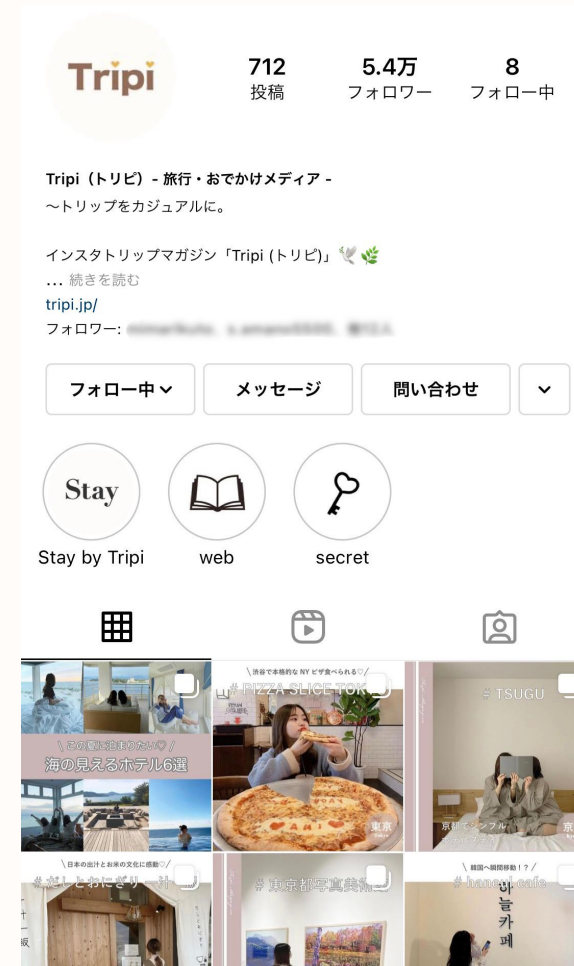 Tripi
712
5.4万
8
投稿
フォロワー
フォロー中
Tripi（トリピ）- 旅行・おでかけメディア -
〜トリップをカジュアルに。
インスタトリップマガジン「Tripi (トリピ)」🕊️🌿
... 続きを読む
tripi.jp/
フォロワー:
フォロー中
メッセージ
問い合わせ
Stay
Stay by Tripi
web
secret
\ この夏に泊まりたい♡ /
海の見えるホテル6選
\ 渋谷で本格的な NY ピザ食べられる♡ /
# PIZZA SLICE TOK
東京
# TSUGU
京都でシンプル
\ 日本の出汁とお米の文化に感動♡ /
# だしとおにぎり 一汁
# 東京都写真美術
\ 韓国へ瞬間移動！？ /
# haneul cafe
하늘카페